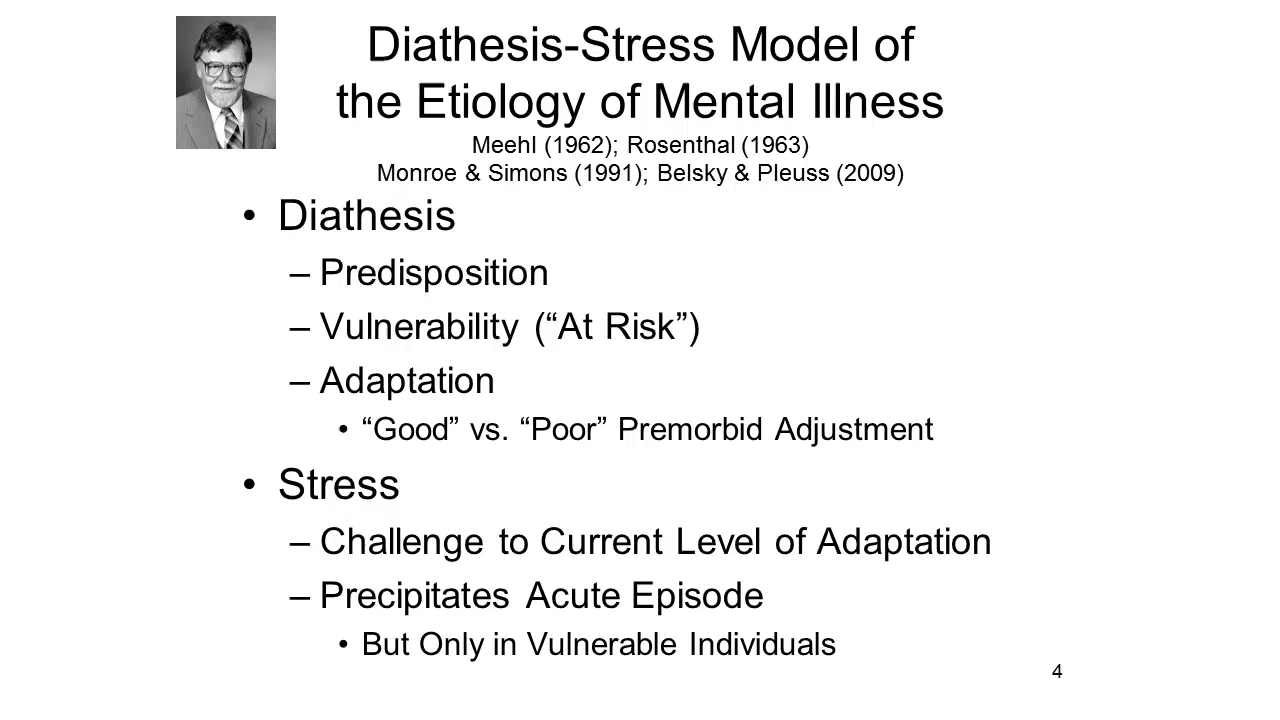 Diathesis-Stress Model of
the Etiology of Mental Illness
Meehl (1962); Rosenthal (1963)
Monroe & Simons (1991); Belsky & Pleuss (2009)
• Diathesis
– Predisposition
– Vulnerability (“At Risk”)
– Adaptation
• “Good” vs. “Poor” Premorbid Adjustment
• Stress
– Challenge to Current Level of Adaptation
– Precipitates Acute Episode
• But Only in Vulnerable Individuals
4